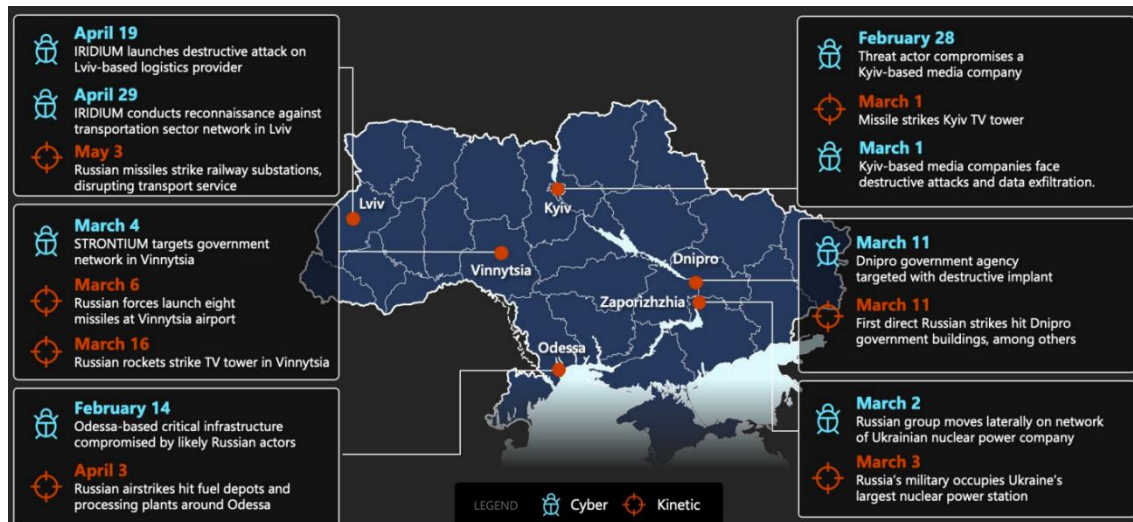 April 19
IRIDIUM launches destructive attack on
Lviv-based logistics provider
April 29
IRIDIUM conducts reconnaissance against
transportation sector network in Lviv
May 3
Russian missiles strike railway substations,
disrupting transport service
March 4
STRONTIUM targets government
network in Vinnytsia
March 6
Russian forces launch eight
missiles at Vinnytsia airport
March 16
Russian rockets strike TV tower in Vinnytsia
February 14
Odessa-based critical infrastructure
compromised by likely Russian actors
April 3
Russian airstrikes hit fuel depots and
processing plants around Odessa
Lviv
Kyiv
Vinnytsia
Dnipro
Zaporizhzhia
Odessa
February 28
Threat actor compromises a
Kyiv-based media company
March 1
Missile strikes Kyiv TV tower
March 1
Kyiv-based media companies face
destructive attacks and data exfiltration.
March 11
Dnipro government agency
targeted with destructive implant
March 11
First direct Russian strikes hit Dnipro
government buildings, among others
March 2
Russian group moves laterally on network
of Ukrainian nuclear power company
March 3
Russia's military occupies Ukraine's
largest nuclear power station
LEGEND Cyber Kinetic